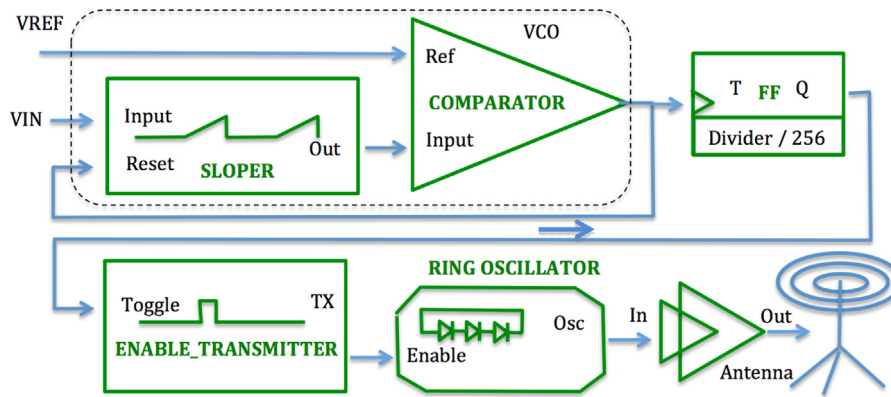 VREF
VCO
Ref
COMPARATOR
Input
VIN
Input
Out
Reset
SLOPER
T FF Q
Divider / 256
RING OSCILLATOR
Toggle TX
ENABLE_TRANSMITTER
Osc
Enable
In
Out
Antenna